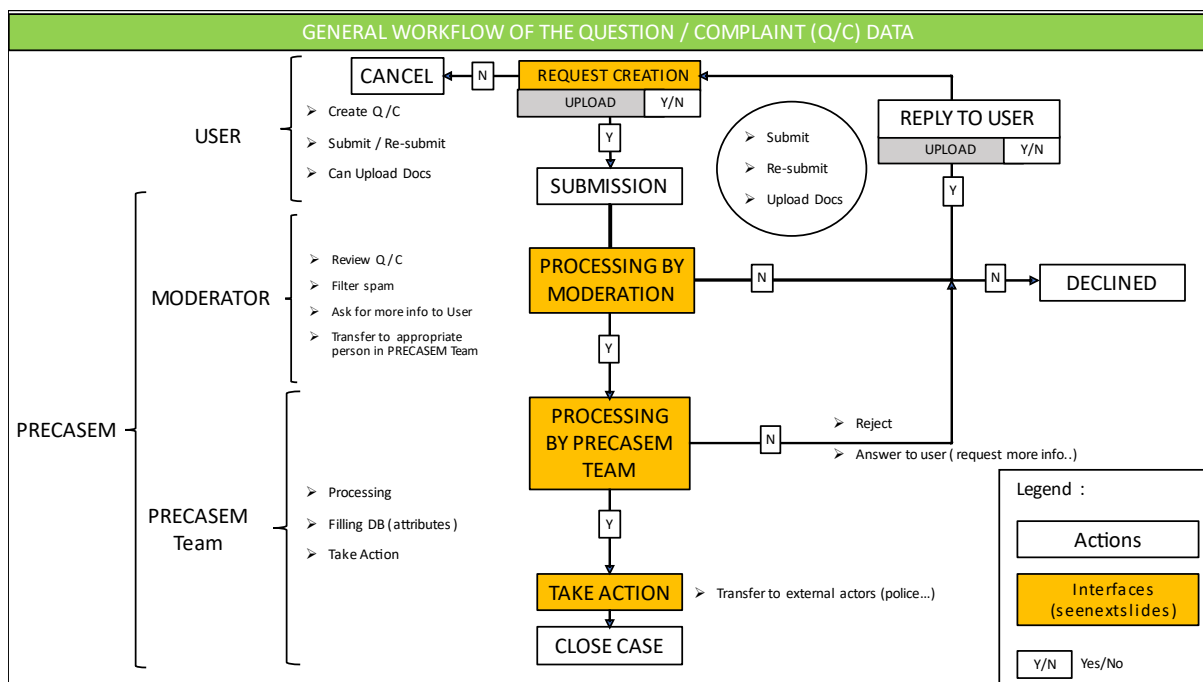 GENERAL WORKFLOW OF THE QUESTION / COMPLAINT (Q/C) DATA
CANCEL
N
REQUEST CREATION
UPLOAD
Y/N
Y
SUBMISSION
USER
Create Q /C
Submit / Re-submit
Can Upload Docs
Submit
Re-submit
Upload Docs
REPLY TO USER
UPLOAD
Y/N
Y
MODERATOR
Review Q / C
Filter spam
Ask for more info to User
Transfer to appropriate
person in PRECASEM Team
PROCESSING BY
MODERATION
N
N
DECLINED
Y
PRECASEM
PROCESSING
BY PRECASEM
TEAM
N
Reject
Answer to user ( request more info..)
Y
PRECASEM
Team
Processing
Filling DB ( attributes )
Take Action
TAKE ACTION
Transfer to external actors (police...)
CLOSE CASE
Legend :
Actions
Interfaces
(seenextslides)
Y/N
Yes/No